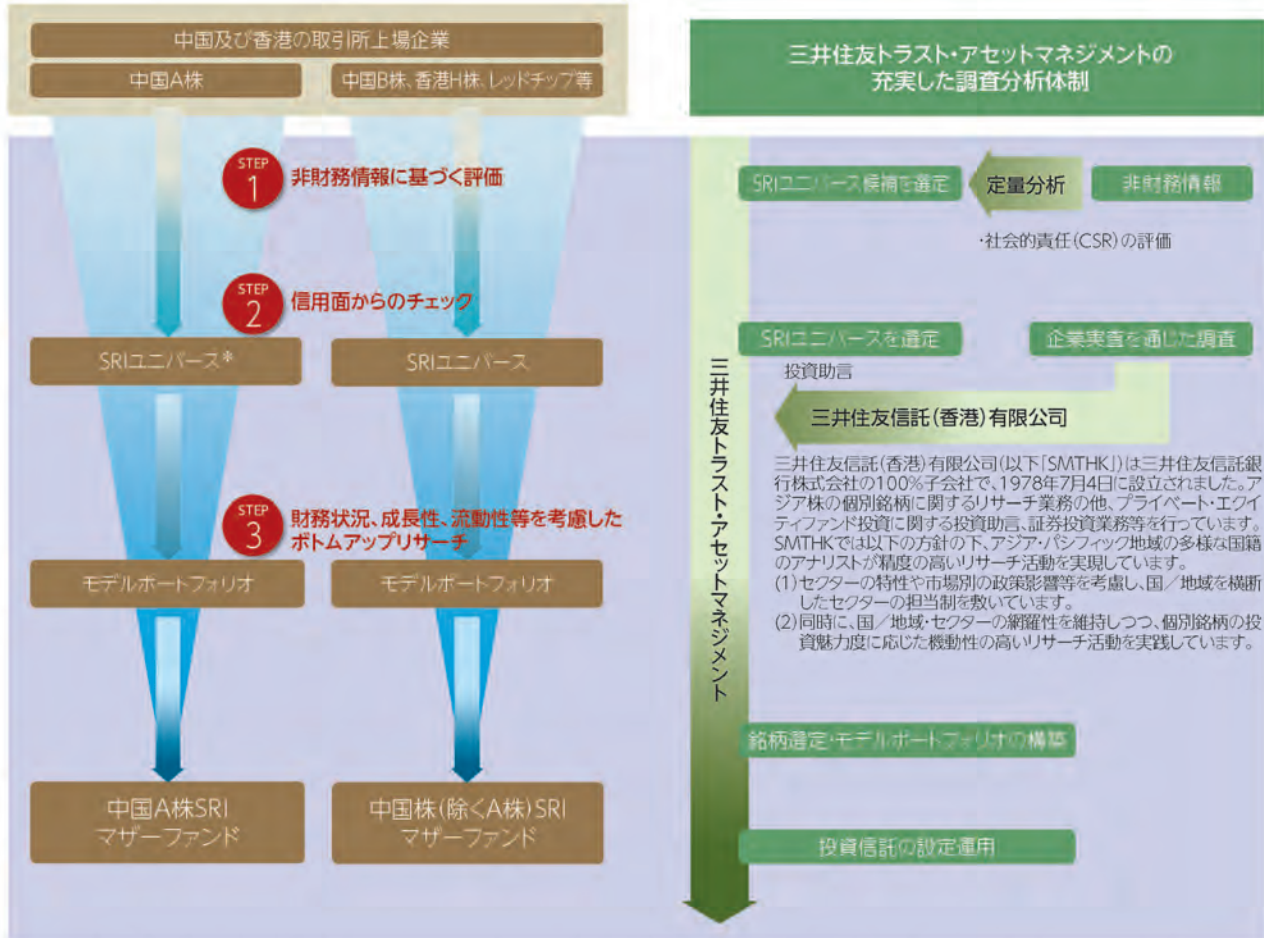 中国及び香港の取引所上場企業
中国A株
中国B株、香港H株、レッドチップ等
STEP
1
非財務情報に基づく評価
STEP
2
信用面からのチェック
SRIユニバース*
SRIユニバース
STEP
3
財務状況、成長性、流動性等を考慮した
ボトムアップリサーチ
モデルポートフォリオ
モデルポートフォリオ
中国A株SRI
マザーファンド
中国株(除くA株)SRI
マザーファンド
三井住友トラスト・アセットマネジメントの
充実した調査分析体制
三井住友トラスト・アセットマネジメント
SRIユニバース候補を選定
定量分析
非財務情報
・社会的責任(CSR)の評価
SRIユニバースを選定
企業実査を通じた調査
投資助言
三井住友信託(香港)有限公司
三井住友信託(香港)有限公司(以下「SMTHK」)は三井住友信託銀
行株式会社の100%子会社で、1978年7月4日に設立されました。ア
ジア株の個別銘柄に関するリサーチ業務の他、プライベート・エクイ
ティファンド投資に関する投資助言、証券投資業務等を行っています。
SMTHKでは以下の方針の下、アジア・パシフィック地域の多様な国籍
のアナリストが精度の高いリサーチ活動を実現しています。
(1)セクターの特性や市場別の政策影響等を考慮し、国／地域を横断
したセクターの担当制を敷いています。
(2)同時に、国／地域・セクターの網羅性を維持しつつ、個別銘柄の投
資魅力度に応じた機動性の高いリサーチ活動を実践しています。
銘柄選定・モデルポートフォリオの構築
投資信託の設定運用